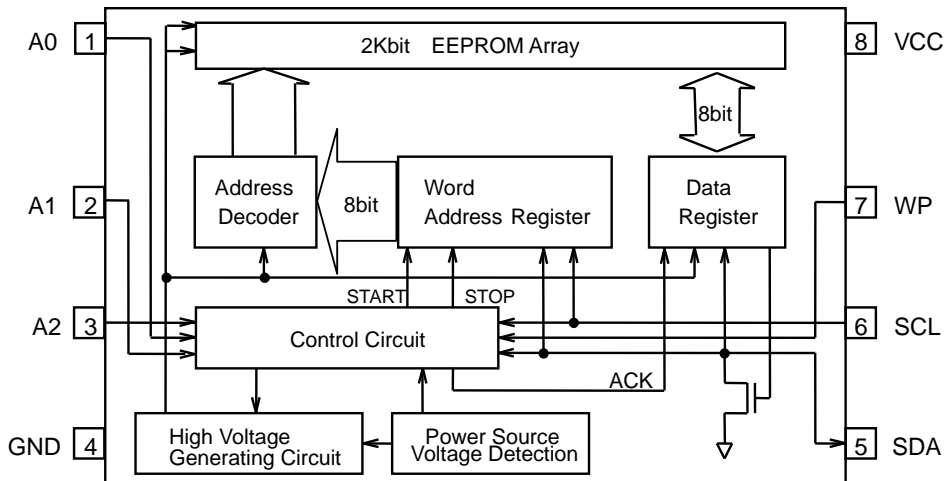 A0 1
2Kbit EEPROM Array
8 VCC
8bit
A1 2
Address
Decoder
8bit
Word
Address Register
Data
Register
7 WP
START
STOP
A2 3
Control Circuit
6 SCL
ACK
GND 4
High Voltage
Generating Circuit
Power Source
Voltage Detection
5 SDA